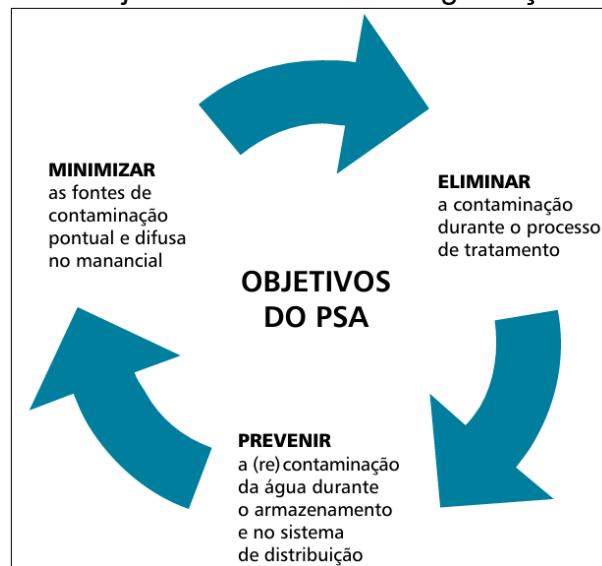 MINIMIZAR
as fontes de
contaminação
pontual e difusa
no manancial
ELIMINAR
a contaminação
durante o processo
de tratamento
OBJETIVOS
DO PSA
PREVENIR
a (re)contaminação
da água durante
o armazenamento
e no sistema
de distribuição